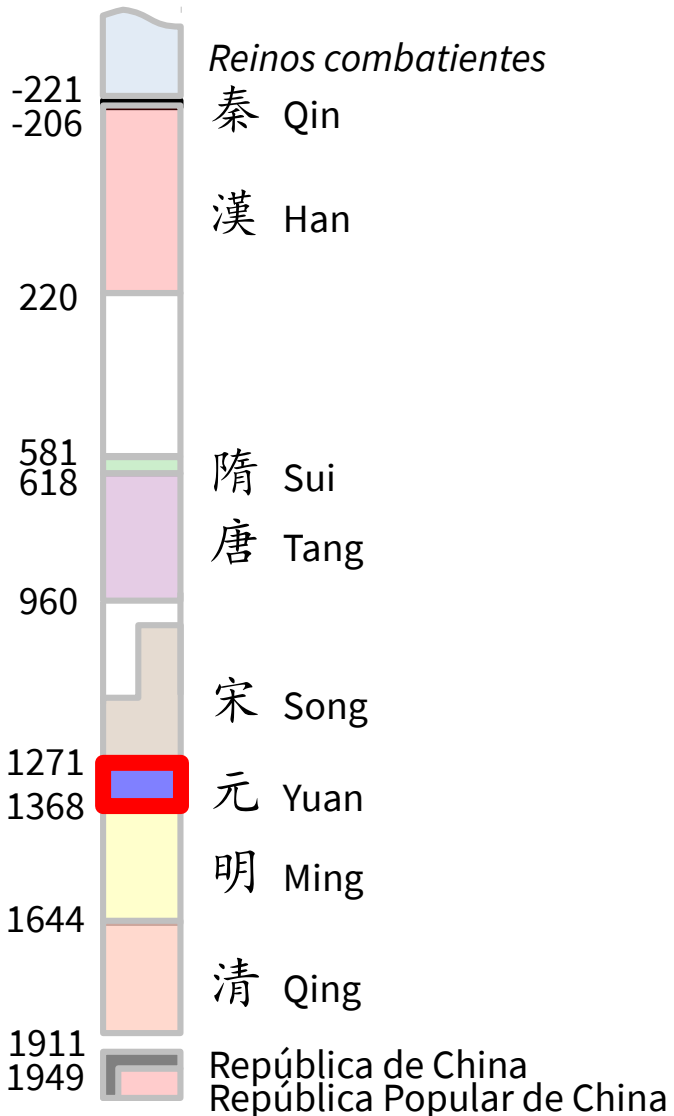 Reinos combatientes
-221
秦 Qin
-206
漢 Han
220
581
隋 Sui
618
唐 Tang
960
宋 Song
1271
元 Yuan
1368
明 Ming
1644
清 Qing
1911
República de China
1949
República Popular de China